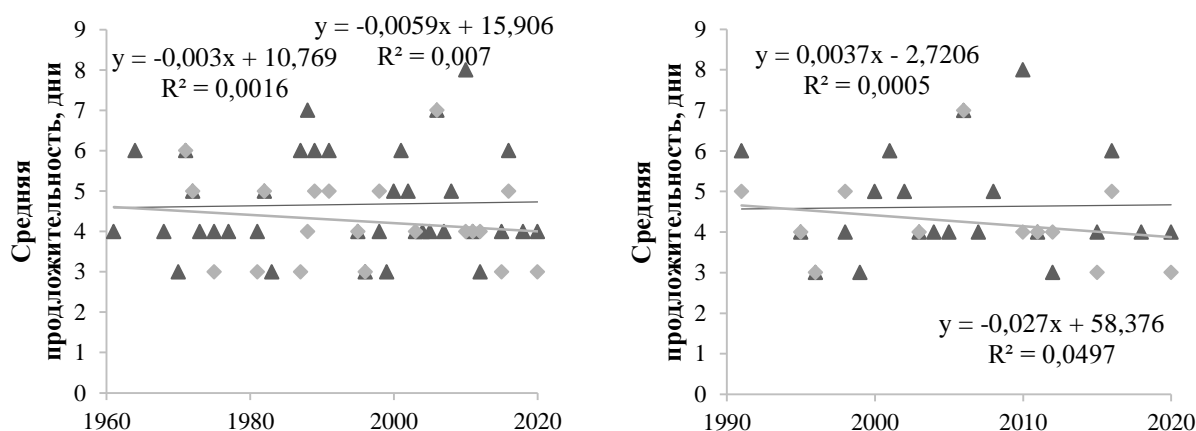 y = -0,0059x + 15,906
R² = 0,007
y = -0,003x + 10,769
R² = 0,0016
Средняя
продложительность, дни
9
8
7
6
5
4
3
2
1
0
1960
1980
2000
2020
y = 0,0037x - 2,7206
R² = 0,0005
y = -0,027x + 58,376
R² = 0,0497
Средняя
продложительность, дни
9
8
7
6
5
4
3
2
1
0
1990
2000
2010
2020